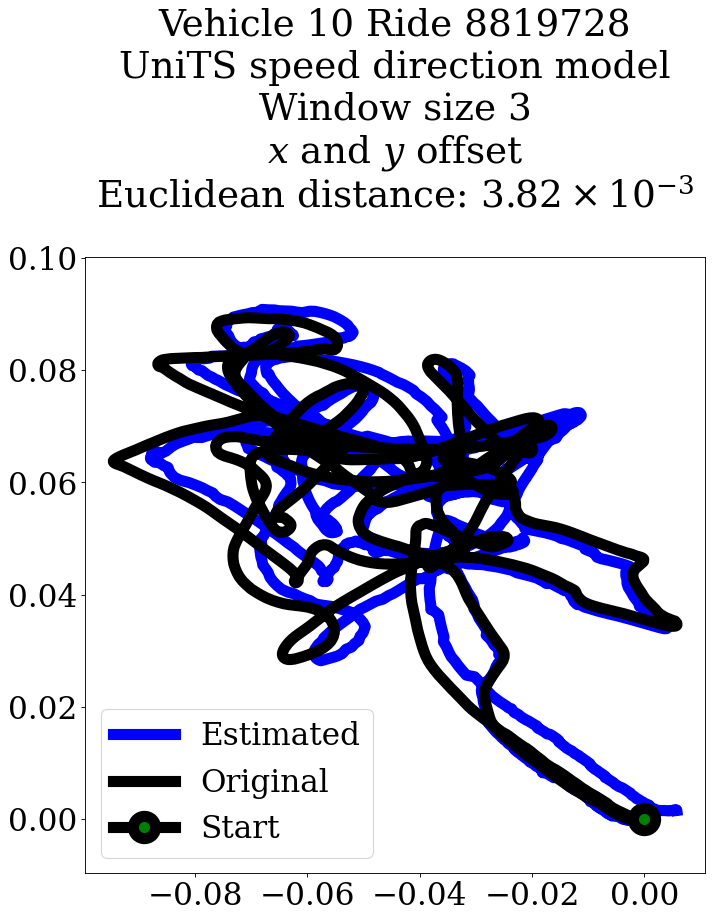 Vehicle 10 Ride 8819728
UniTS speed direction model
Window size 3
x and y offset
Euclidean distance: 3.82 × 10⁻³
0.10
0.08
0.06
0.04
0.02
0.00
Estimated
Original
Start
−0.08 −0.06 −0.04 −0.02 0.00